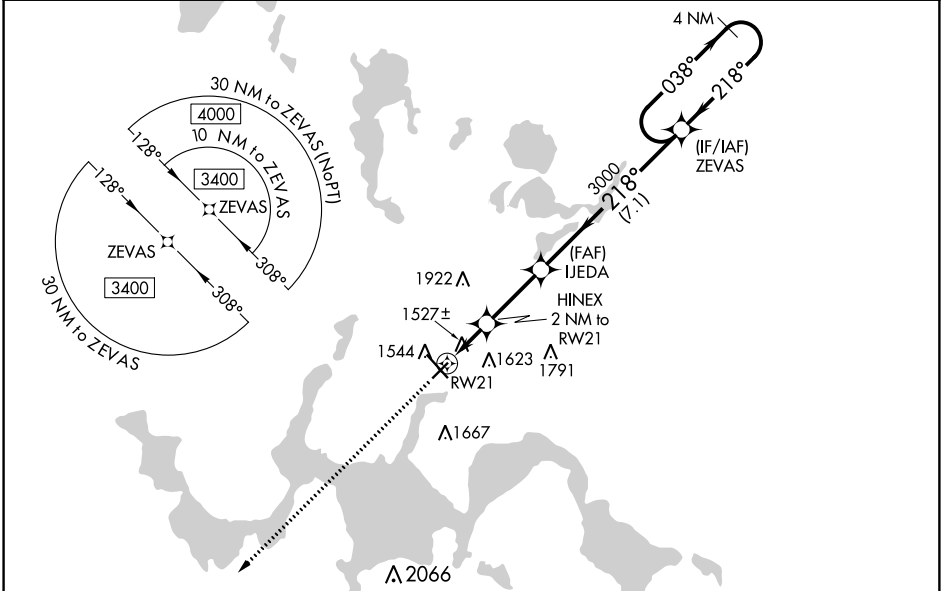 4 NM
038°
218°
(IF/IAF)
ZEVAS
30 NM to ZEVAS (NoPT)
4000
10 NM to ZEVAS
3400
128°
ZEVAS
308°
128°
ZEVAS
3400
308°
30 NM to ZEVAS
3000
218°
(7.1)
(FAF)
IJEDA
HINEX
2 NM to
RW21
1922
1527±
1544
1623
1791
RW21
1667
2066